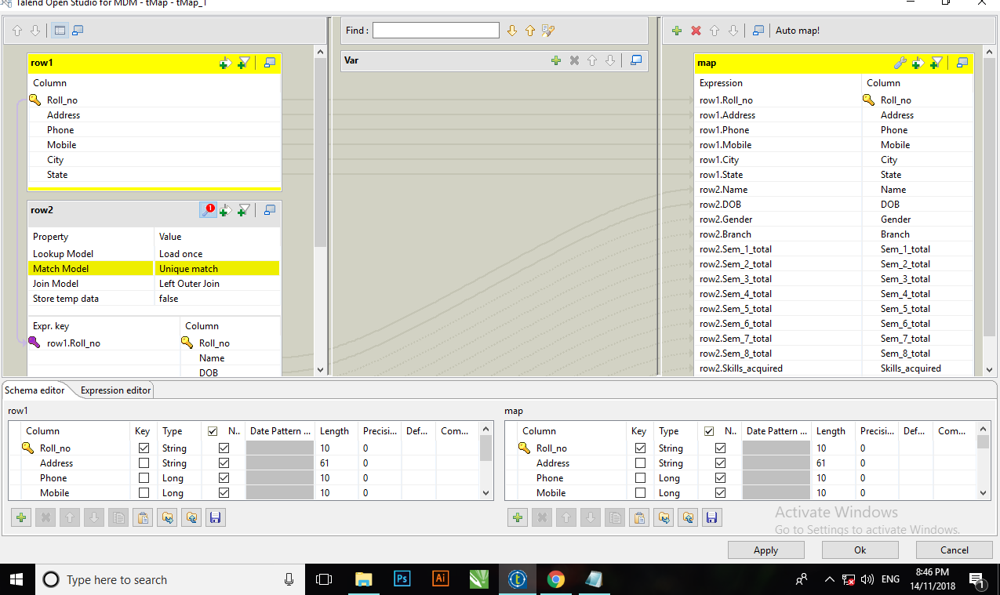 Talend Open Studio for MDM - tMap - tMap_1
Find :
Auto map!
row1
Column
Roll_no
Address
Phone
Mobile
City
State
row2
1
Property Value
Lookup Model Load once
Match Model Unique match
Join Model Left Outer Join
Store temp data false
Expr. key Column
row1.Roll_no Roll_no
Name
DOB
Var
map
Expression Column
row1.Roll_no Roll_no
row1.Address Address
row1.Phone Phone
row1.Mobile Mobile
row1.City City
row1.State State
row2.Name Name
row2.DOB DOB
row2.Gender Gender
row2.Branch Branch
row2.Sem_1_total Sem_1_total
row2.Sem_2_total Sem_2_total
row2.Sem_3_total Sem_3_total
row2.Sem_4_total Sem_4_total
row2.Sem_5_total Sem_5_total
row2.Sem_6_total Sem_6_total
row2.Sem_7_total Sem_7_total
row2.Sem_8_total Sem_8_total
row2.Skills_acquired Skills_acquired
Schema editor Expression editor
row1
Column Key Type N.. Date Pattern ... Length Precisi... Def... Com...
Roll_no String 10 0
Address String 61 0
Phone Long 10 0
Mobile Long 10 0
map
Column Key Type N.. Date Pattern ... Length Precisi... Def... Com...
Roll_no String 10 0
Address String 61 0
Phone Long 10 0
Mobile Long 10 0
Activate Windows
Go to Settings to activate Windows.
Apply Ok Cancel
Type here to search
Ps
Ai
t
ENG
8:46 PM
14/11/2018
1